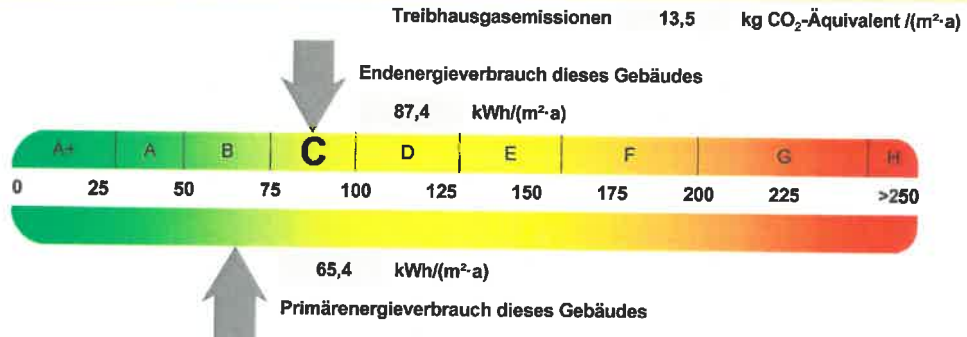 Treibhausgasemissionen 13,5 kg CO₂-Äquivalent /(m²·a)
Endenergieverbrauch dieses Gebäudes
87,4 kWh/(m²·a)
A+ A B C D E F G H
0 25 50 75 100 125 150 175 200 225 >250
65,4 kWh/(m²·a)
Primärenergieverbrauch dieses Gebäudes